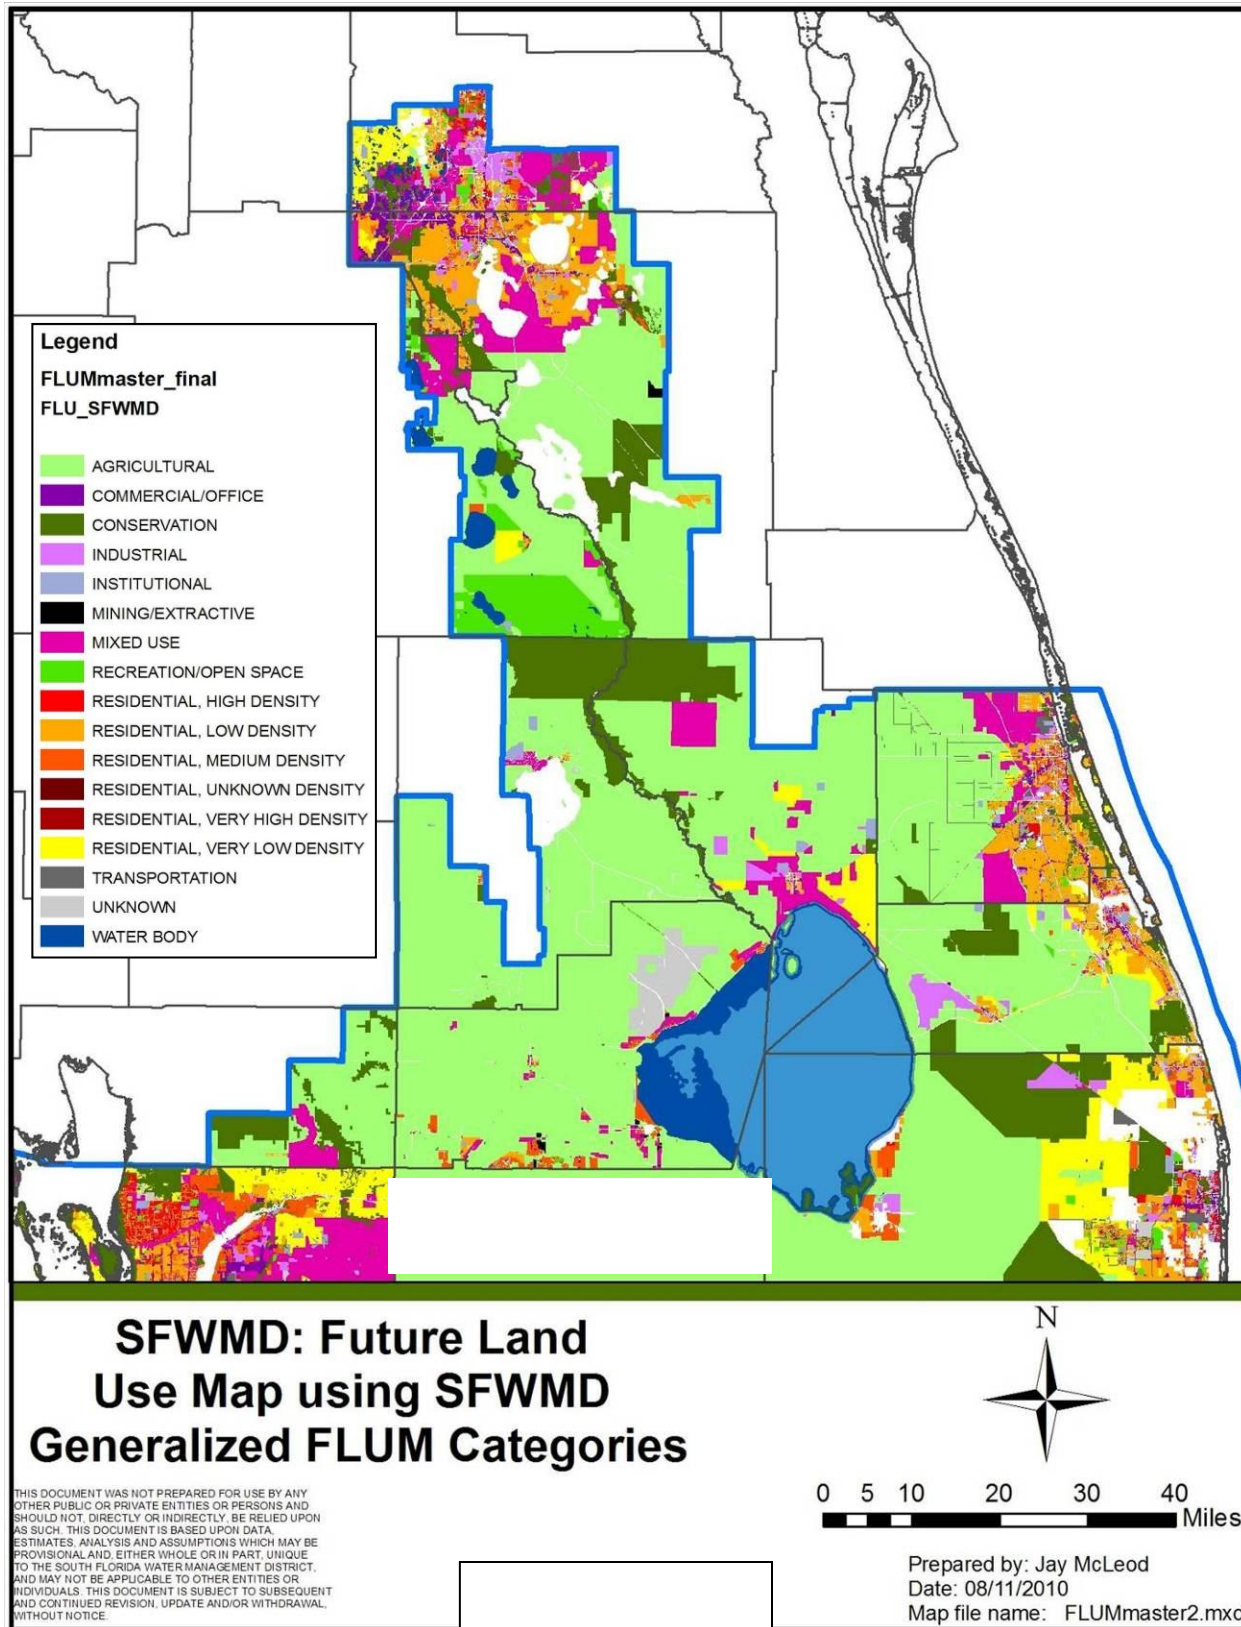 Legend
FLUMmaster_final
FLU_SFWMD
AGRICULTURAL
COMMERCIAL/OFFICE
CONSERVATION
INDUSTRIAL
INSTITUTIONAL
MINING/EXTRACTIVE
MIXED USE
RECREATION/OPEN SPACE
RESIDENTIAL, HIGH DENSITY
RESIDENTIAL, LOW DENSITY
RESIDENTIAL, MEDIUM DENSITY
RESIDENTIAL, UNKNOWN DENSITY
RESIDENTIAL, VERY HIGH DENSITY
RESIDENTIAL, VERY LOW DENSITY
TRANSPORTATION
UNKNOWN
WATER BODY
SFWMD: Future Land
Use Map using SFWMD
Generalized FLUM Categories
THIS DOCUMENT WAS NOT PREPARED FOR USE BY ANY
OTHER PUBLIC OR PRIVATE ENTITIES OR PERSONS AND
SHOULD NOT, DIRECTLY OR INDIRECTLY, BE RELIED UPON
AS SUCH. THIS DOCUMENT IS BASED UPON DATA,
ESTIMATES, ANALYSIS AND ASSUMPTIONS WHICH MAY BE
PROVISIONAL AND, EITHER WHOLE OR IN PART, UNIQUE
TO THE SOUTH FLORIDA WATER MANAGEMENT DISTRICT,
AND MAY NOT BE APPLICABLE TO OTHER ENTITIES OR
INDIVIDUALS. THIS DOCUMENT IS SUBJECT TO SUBSEQUENT
AND CONTINUED REVISION, UPDATE AND/OR WITHDRAWAL,
WITHOUT NOTICE.
N
0 5 10 20 30 40
Miles
Prepared by: Jay McLeod
Date: 08/11/2010
Map file name: FLUMmaster2.mxd